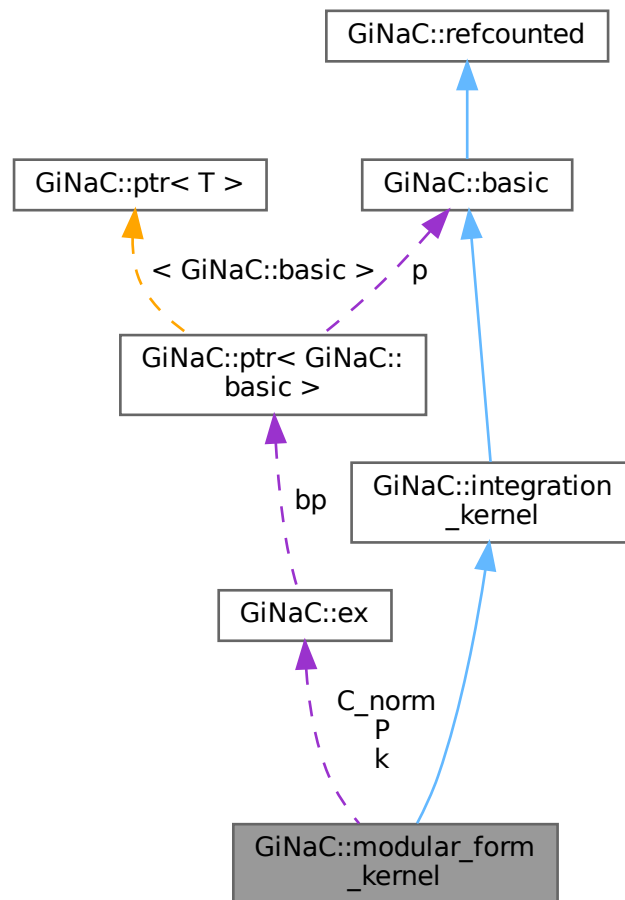 GiNaC::refcounted
GiNaC::ptr< T >
GiNaC::basic
< GiNaC::basic >
p
GiNaC::ptr< GiNaC::
basic >
GiNaC::integration
_kernel
bp
GiNaC::ex
C_norm
P
k
GiNaC::modular_form
_kernel